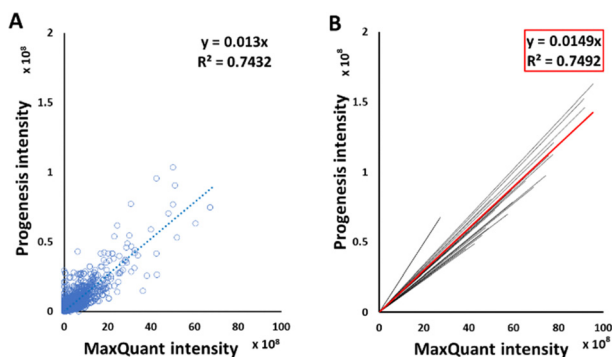 A
2
x 10⁸
y = 0.013x
R² = 0.7432
1.5
1
0.5
0
Progenesis intensity
0 20 40 60 80 100
MaxQuant intensity x 10⁸
B
2
x 10⁸
y = 0.0149x
R² = 0.7492
1.5
1
0.5
0
Progenesis intensity
0 20 40 60 80 100
MaxQuant intensity x 10⁸